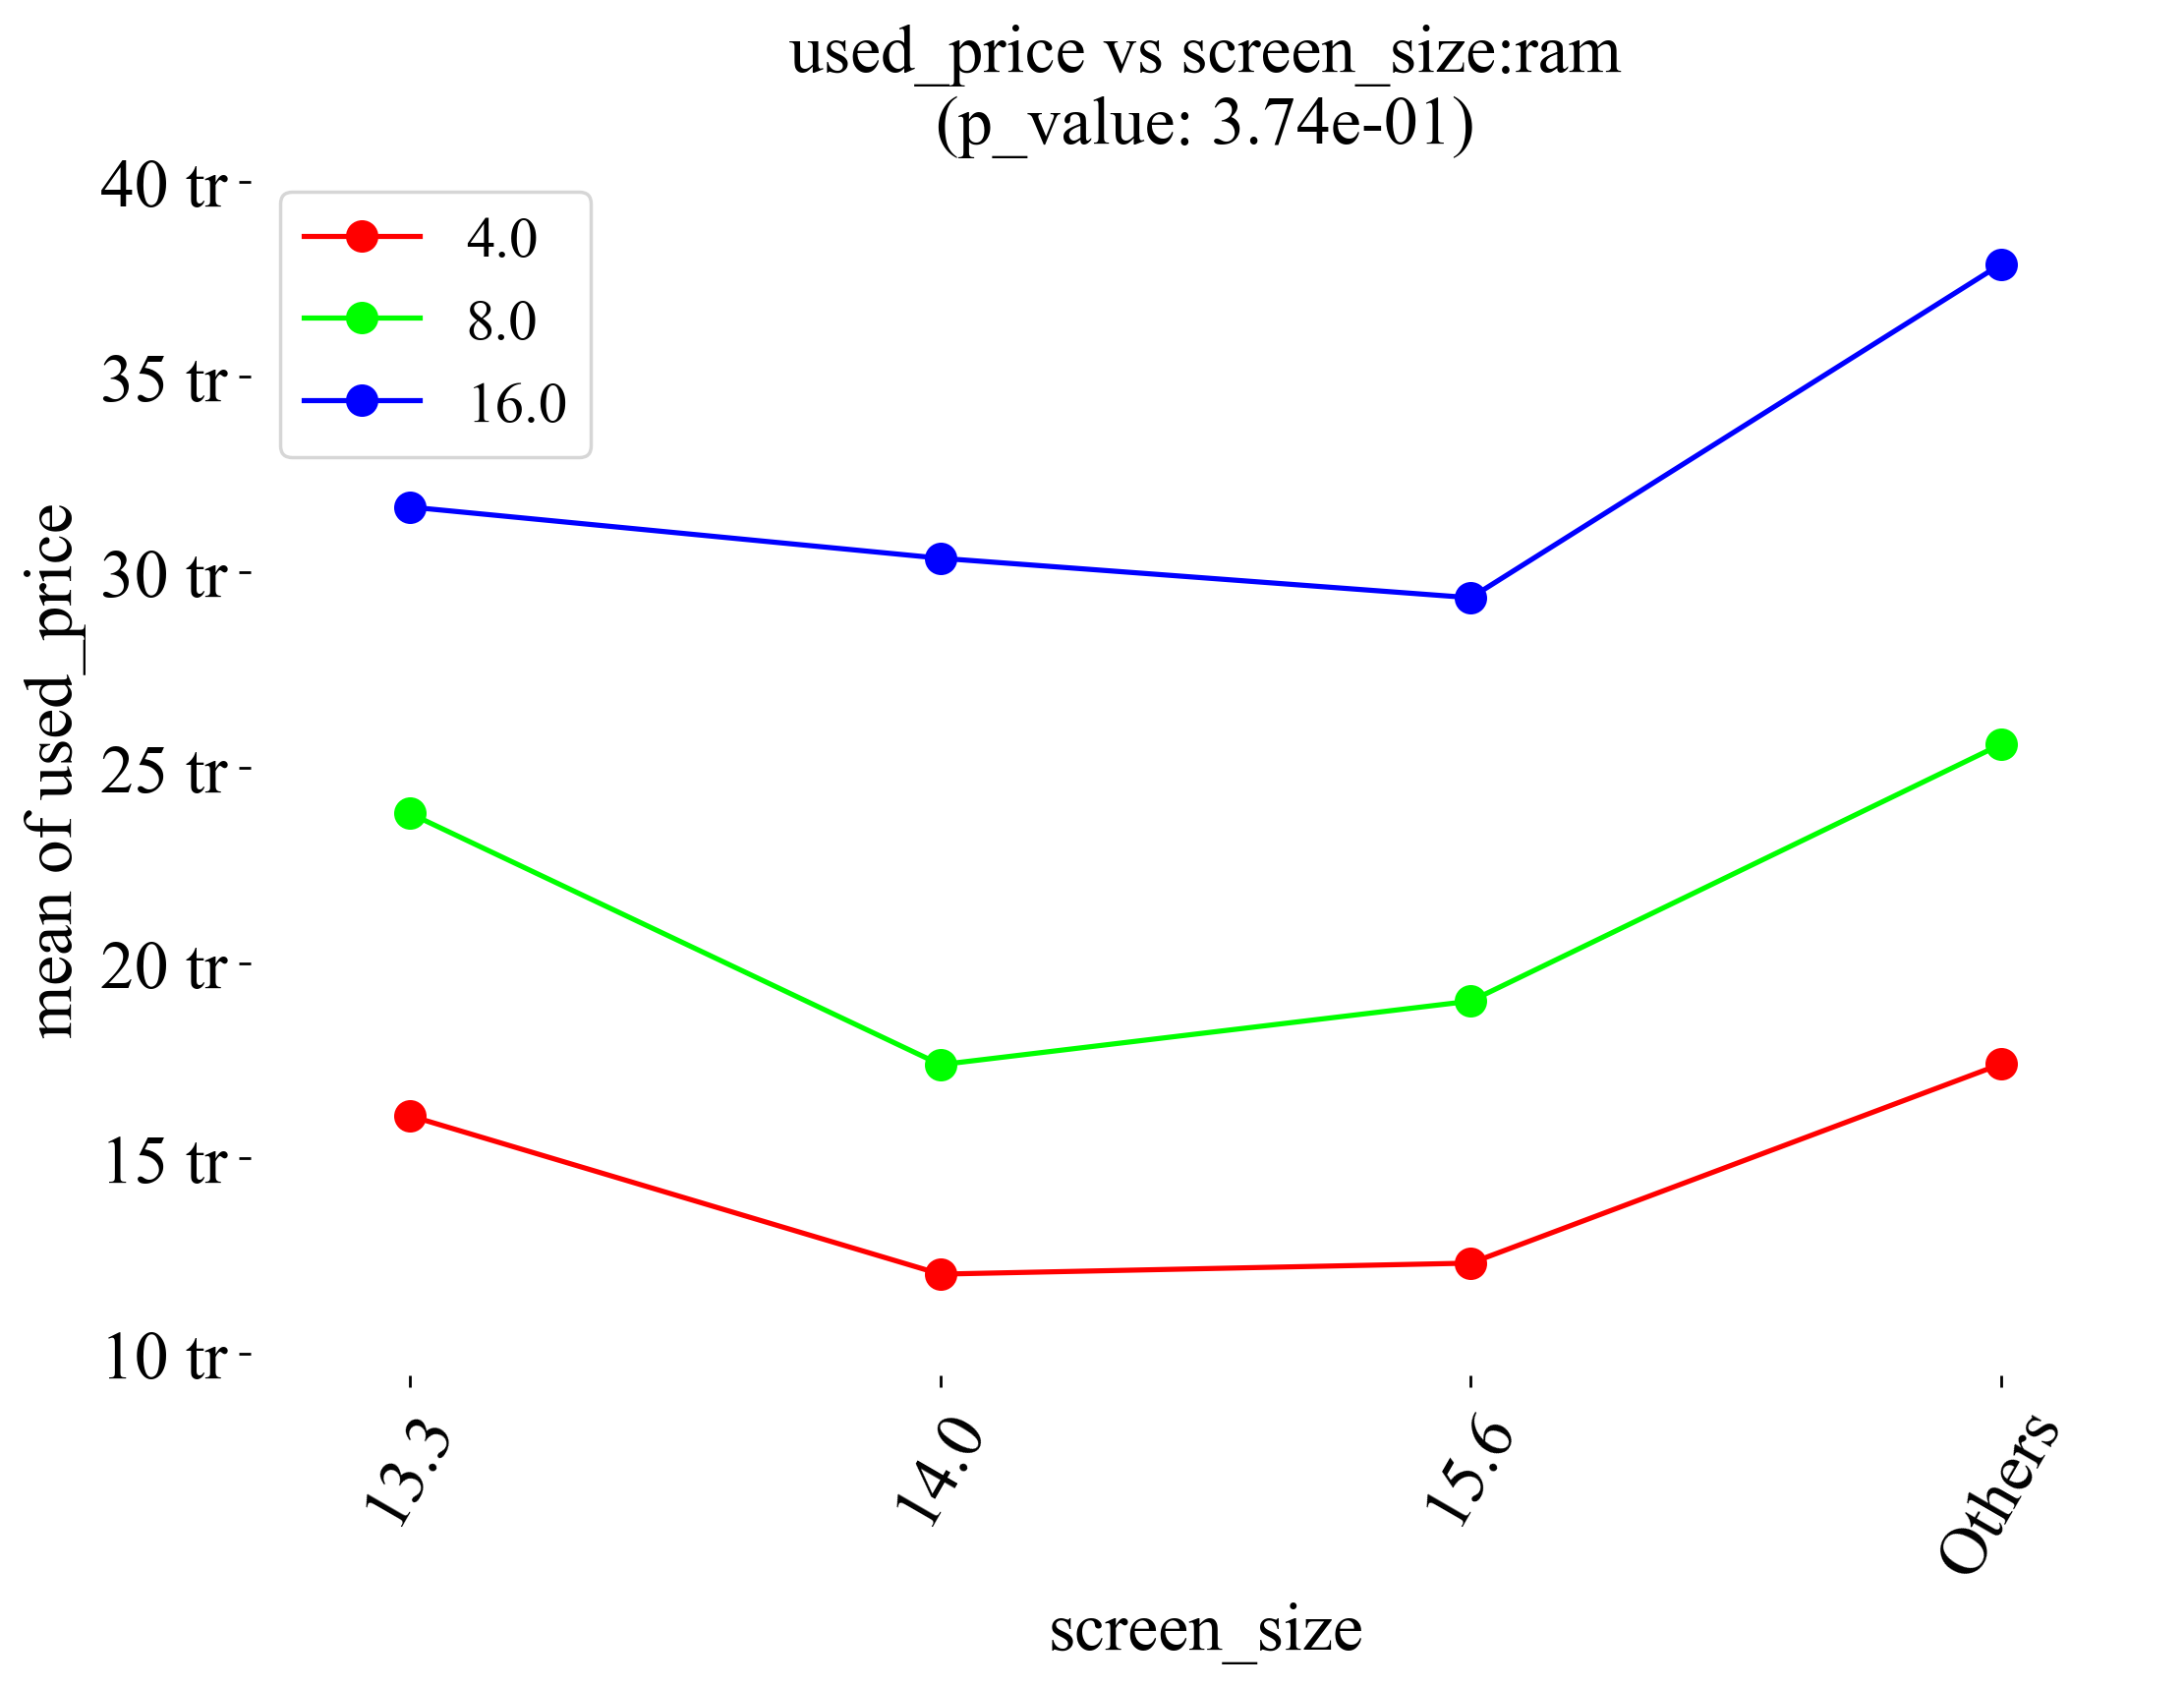 used_price vs screen_size:ram
(p_value: 3.74e-01)
40 tr
35 tr
30 tr
25 tr
20 tr
15 tr
10 tr
4.0
8.0
16.0
mean of used_price
13.3
14.0
15.6
Others
screen_size